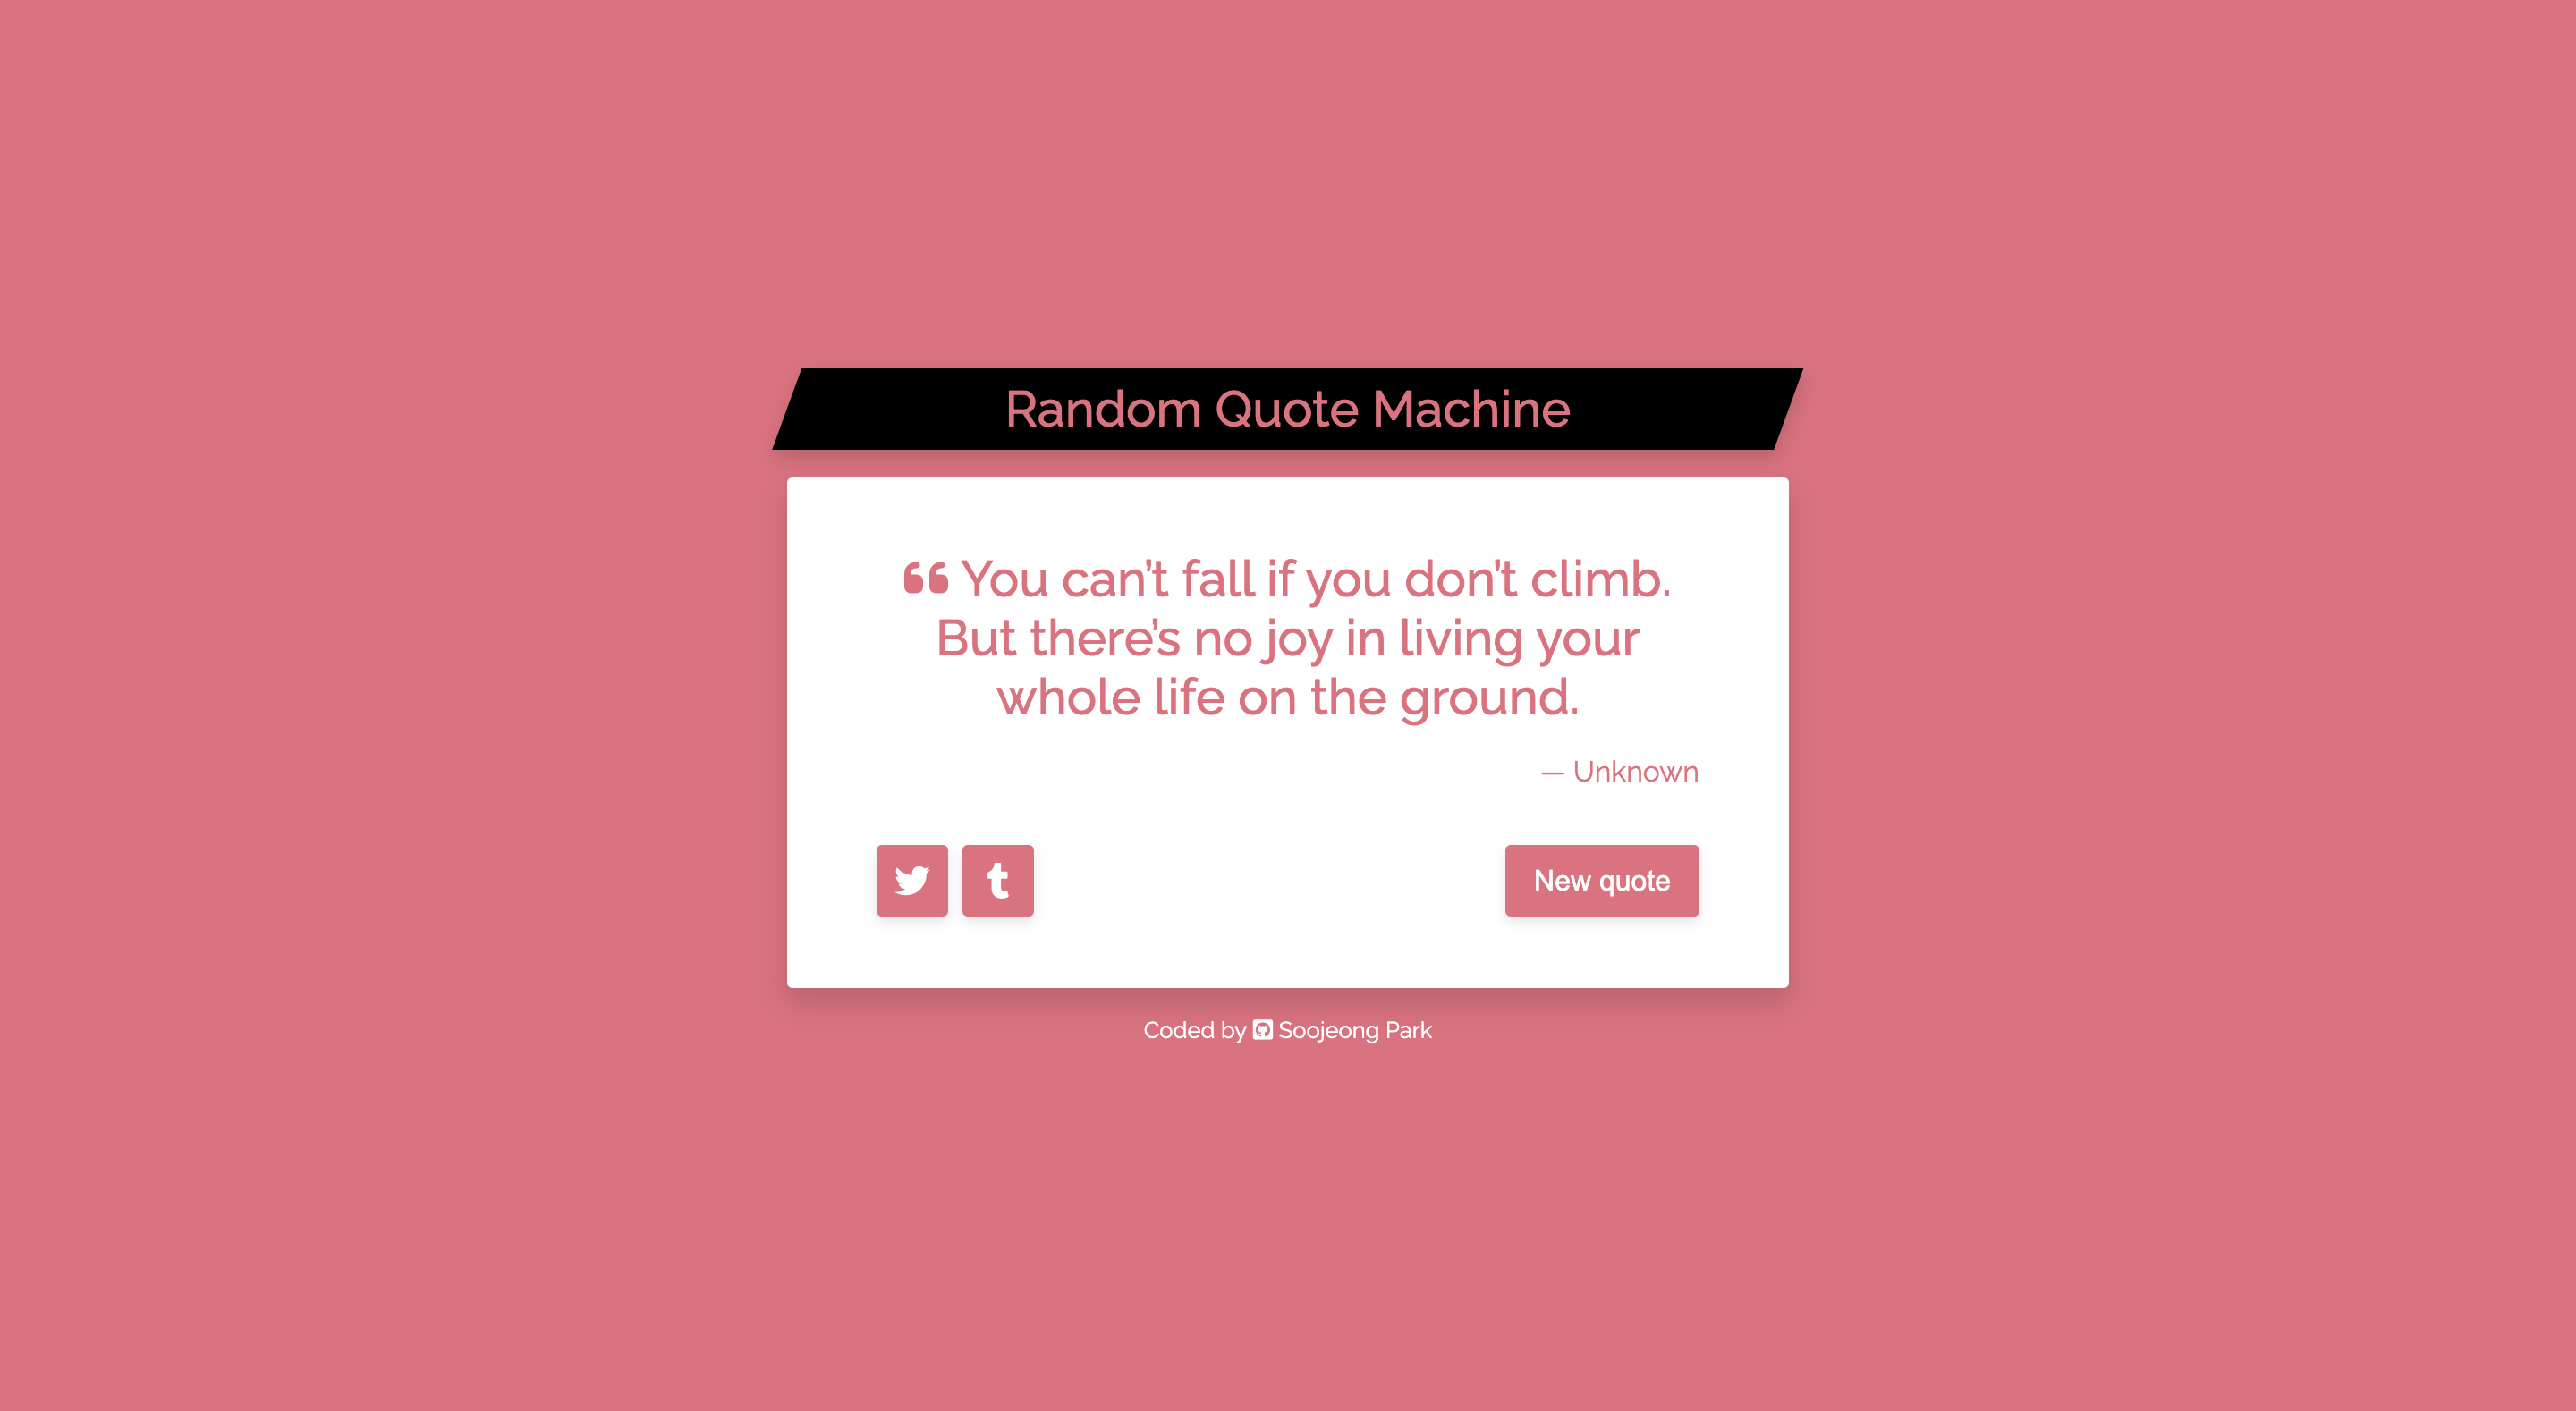 Random Quote Machine
“ You can’t fall if you don’t climb.
But there’s no joy in living your
whole life on the ground.
— Unknown
New quote
Coded by Soojeong Park